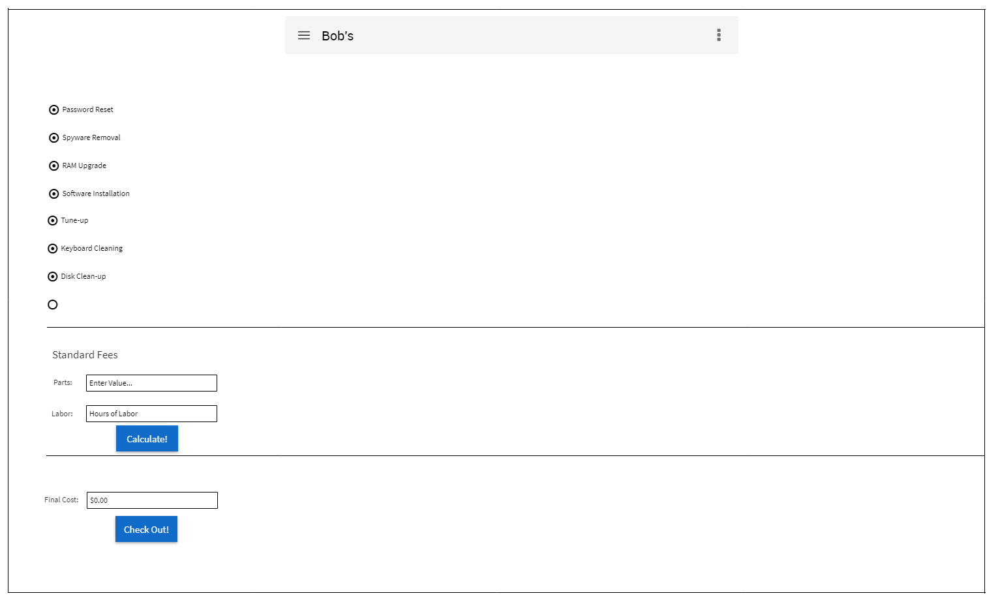 Bob's
Password Reset
Spyware Removal
RAM Upgrade
Software Installation
Tune-up
Keyboard Cleaning
Disk Clean-up
Standard Fees
Parts: Enter Value...
Labor: Hours of Labor
Calculate!
Final Cost: $0.00
Check Out!